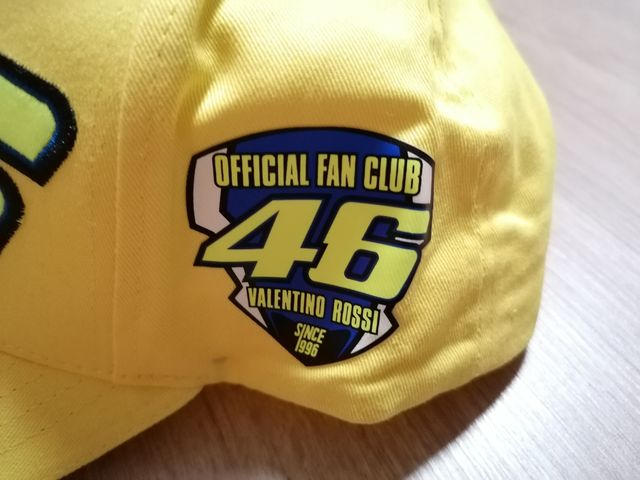 OFFICIAL FAN CLUB
46
VALENTINO ROSSI
SINCE
1996